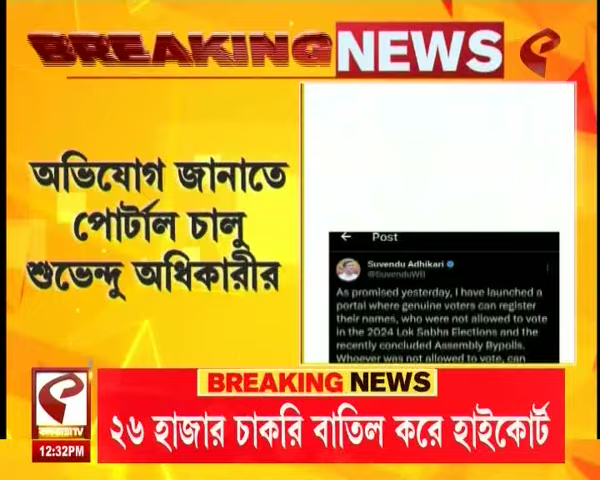 BREAKING NEWS
অভিযোগ জানাতে
পোর্টাল চালু
শুভেন্দু অধিকারীর
Post
Suvendu Adhikari
@SuvenduWB
As promised yesterday, I have launched a
portal where genuine voters can register
their names, who were not allowed to vote
in the 2024 Lok Sabha Elections and the
recently concluded Assembly Bypolls.
Whoever was not allowed to vote, can
BREAKING NEWS
২৬ হাজার চাকরি বাতিল করে হাইকোর্ট
12:32PM